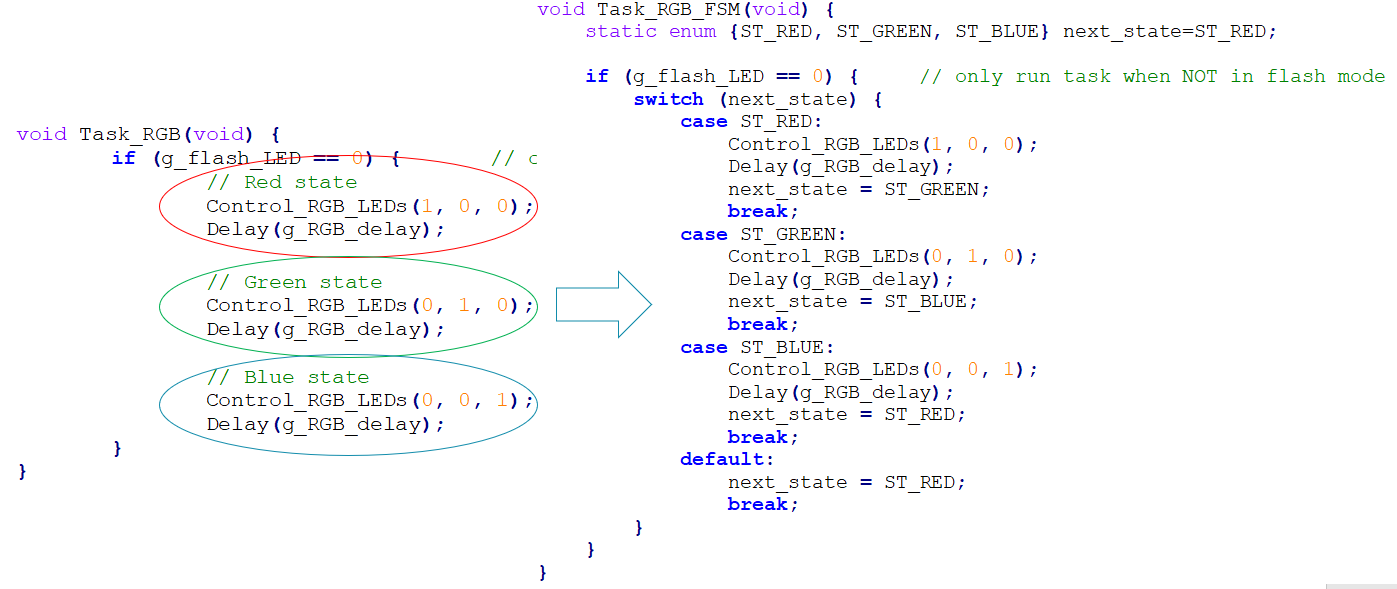 void Task_RGB(void) {
if (g_flash_LED == 0) { // c
// Red state
Control_RGB_LEDs(1, 0, 0);
Delay(g_RGB_delay);
// Green state
Control_RGB_LEDs(0, 1, 0);
Delay(g_RGB_delay);
// Blue state
Control_RGB_LEDs(0, 0, 1);
Delay(g_RGB_delay);
}
}
void Task_RGB_FSM(void) {
static enum {ST_RED, ST_GREEN, ST_BLUE} next_state=ST_RED;
if (g_flash_LED == 0) { // only run task when NOT in flash mode
switch (next_state) {
case ST_RED:
Control_RGB_LEDs(1, 0, 0);
Delay(g_RGB_delay);
next_state = ST_GREEN;
break;
case ST_GREEN:
Control_RGB_LEDs(0, 1, 0);
Delay(g_RGB_delay);
next_state = ST_BLUE;
break;
case ST_BLUE:
Control_RGB_LEDs(0, 0, 1);
Delay(g_RGB_delay);
next_state = ST_RED;
break;
default:
next_state = ST_RED;
break;
}
}
}